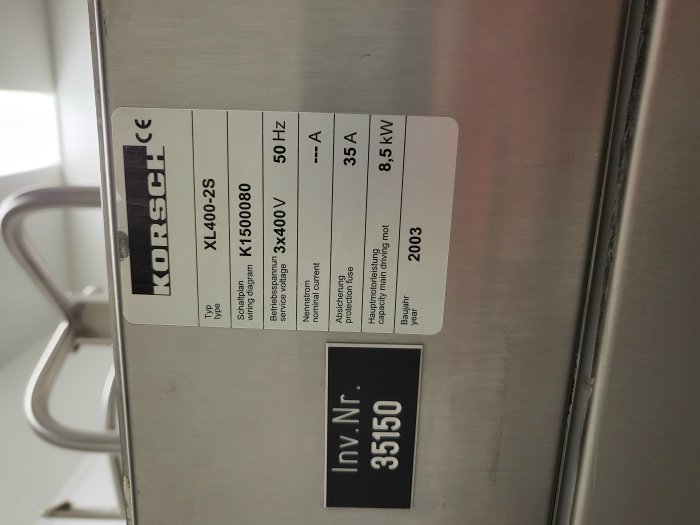 KORSCH CE
Typ
type XL400-2S
Schaltplan
wiring diagram K1500080
Betriebsspannun
service voltage 3x400V 50 Hz
Nennstrom
nominal current --- A
Absicherung
protection fuse 35 A
Hauptmotorleistung
capacity main driving mot 8,5 kW
Baujahr
year 2003
Inv.Nr.
35150